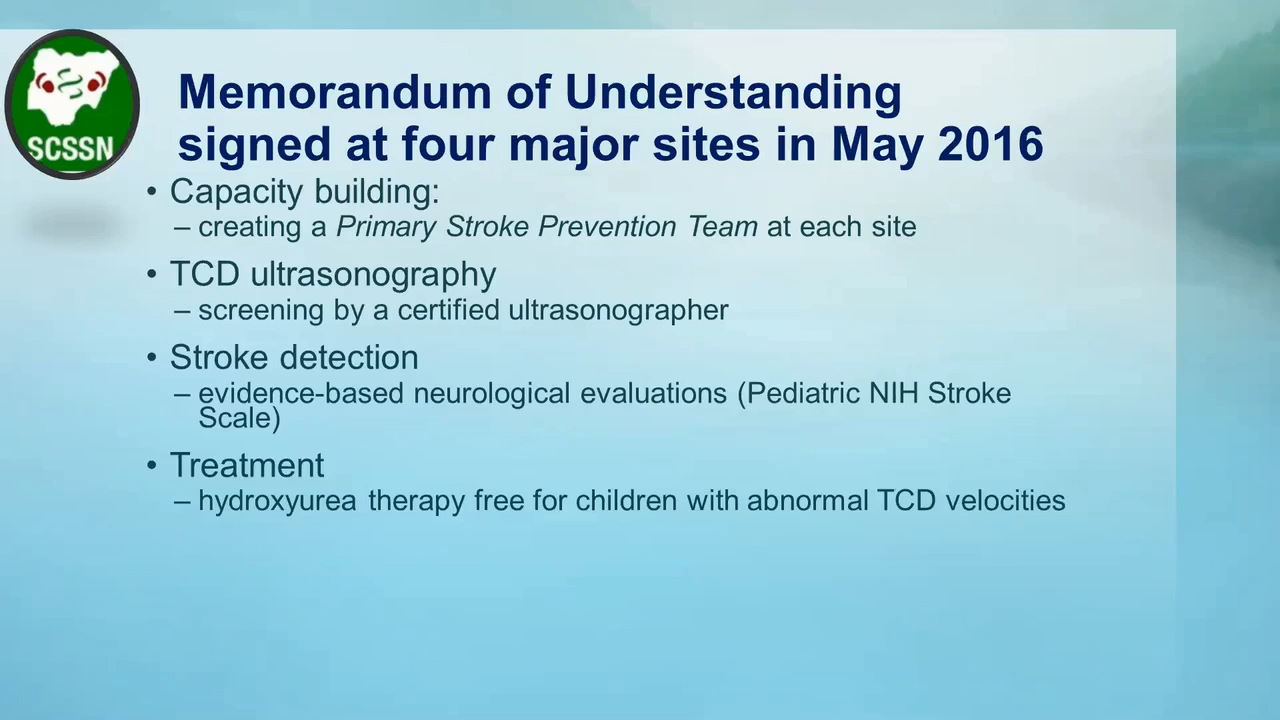 SCSSN
Memorandum of Understanding
signed at four major sites in May 2016
• Capacity building:
– creating a Primary Stroke Prevention Team at each site
• TCD ultrasonography
– screening by a certified ultrasonographer
• Stroke detection
– evidence-based neurological evaluations (Pediatric NIH Stroke
Scale)
• Treatment
– hydroxyurea therapy free for children with abnormal TCD velocities